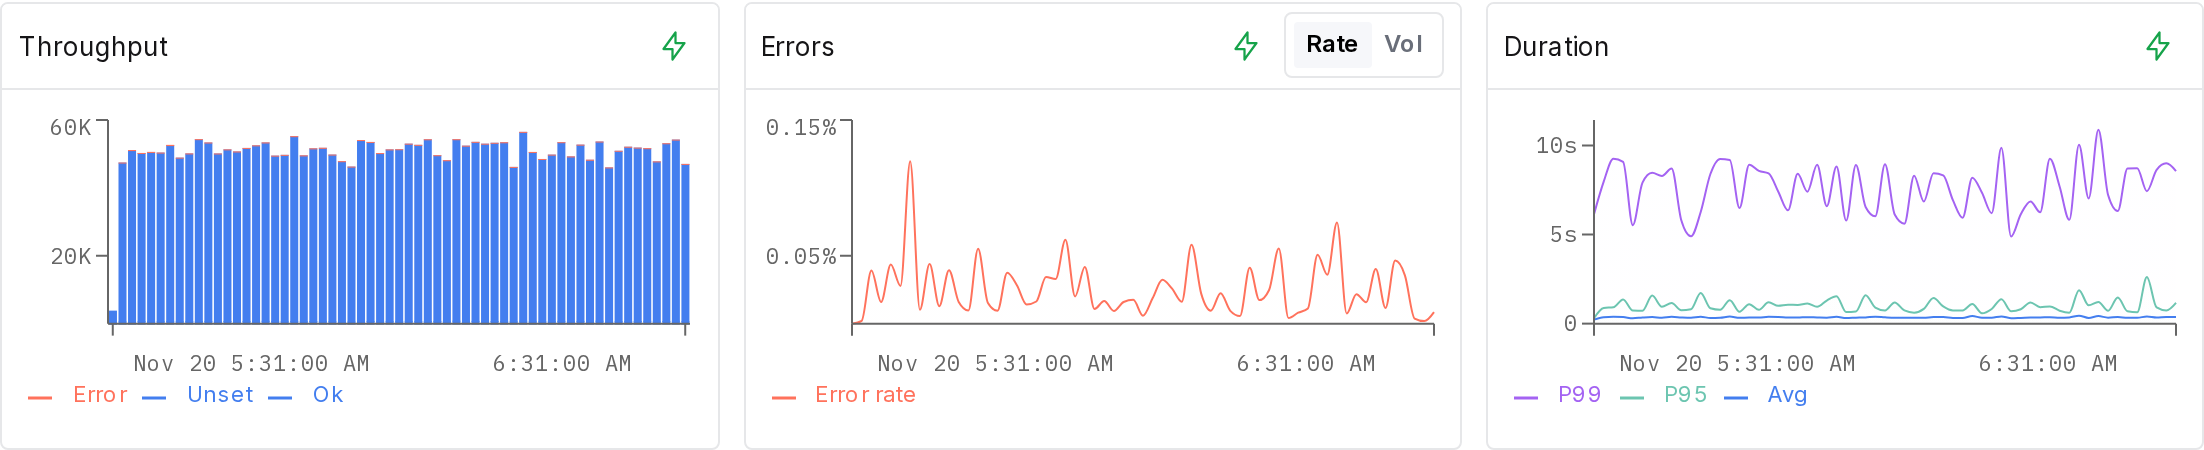 Throughput
60K
20K
Nov 20 5:31:00 AM 6:31:00 AM
Error Unset Ok
Errors Rate Vol
0.15%
0.05%
Nov 20 5:31:00 AM 6:31:00 AM
Error rate
Duration
10s
5s
0
Nov 20 5:31:00 AM 6:31:00 AM
P99 P95 Avg